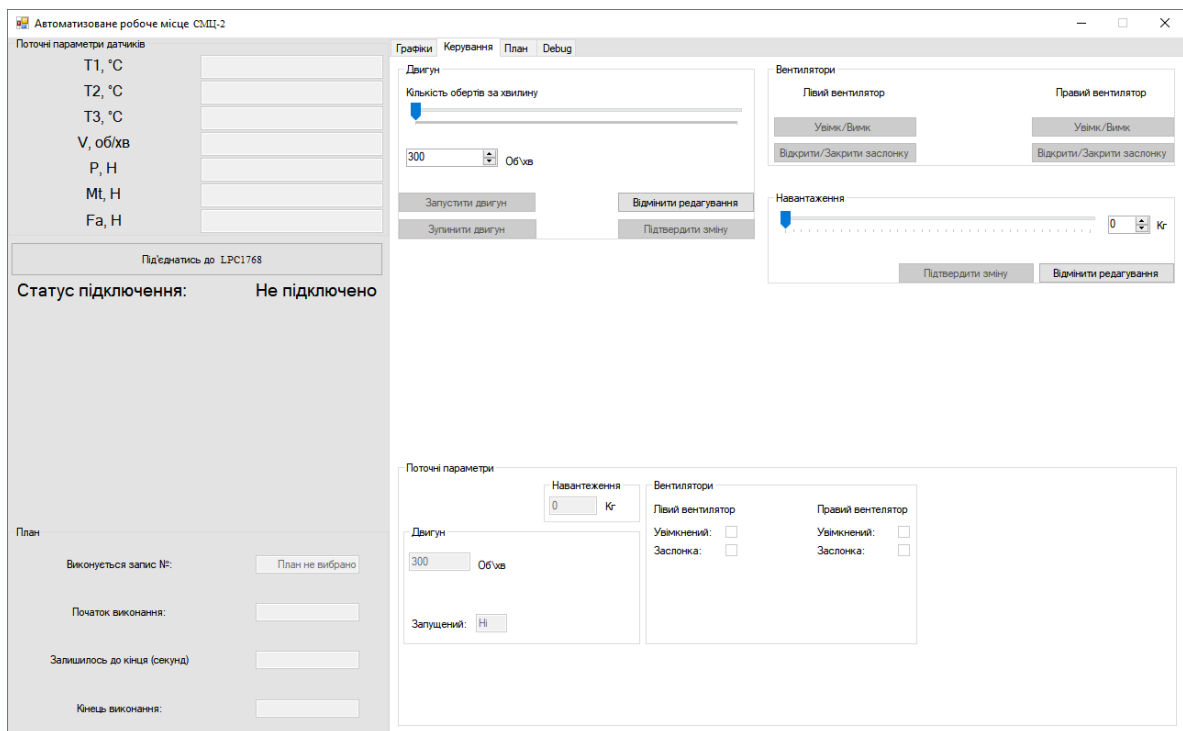 Автоматизоване робоче місце СМЦ-2
Поточні параметри датчиків
T1, °C
T2, °C
T3, °C
V, об/хв
P, H
Mt, H
Fa, H
Під'єднатись до LPC1768
Статус підключення: Не підключено
План
Виконується запис №: План не вибрано
Початок виконання:
Залишилось до кінця (секунд)
Кінець виконання:
Графіки Керування План Debug
Двигун
Кількість обертів за хвилину
300 Об\хв
Запустити двигун Відмінити редагування
Зупинити двигун Підтвердити зміну
Вентилятори
Лівий вентилятор Правий вентилятор
Увімк/Вимк Увімк/Вимк
Відкрити/Закрити заслонку Відкрити/Закрити заслонку
Навантаження
0 Кг
Підтвердити зміну Відмінити редагування
Поточні параметри
Навантеження
0 Кг
Двигун
300 Об\хв
Запущений: Ні
Вентилятори
Лівий вентилятор Правий вентелятор
Увімкнений: Увімкнений:
Заслонка: Заслонка: